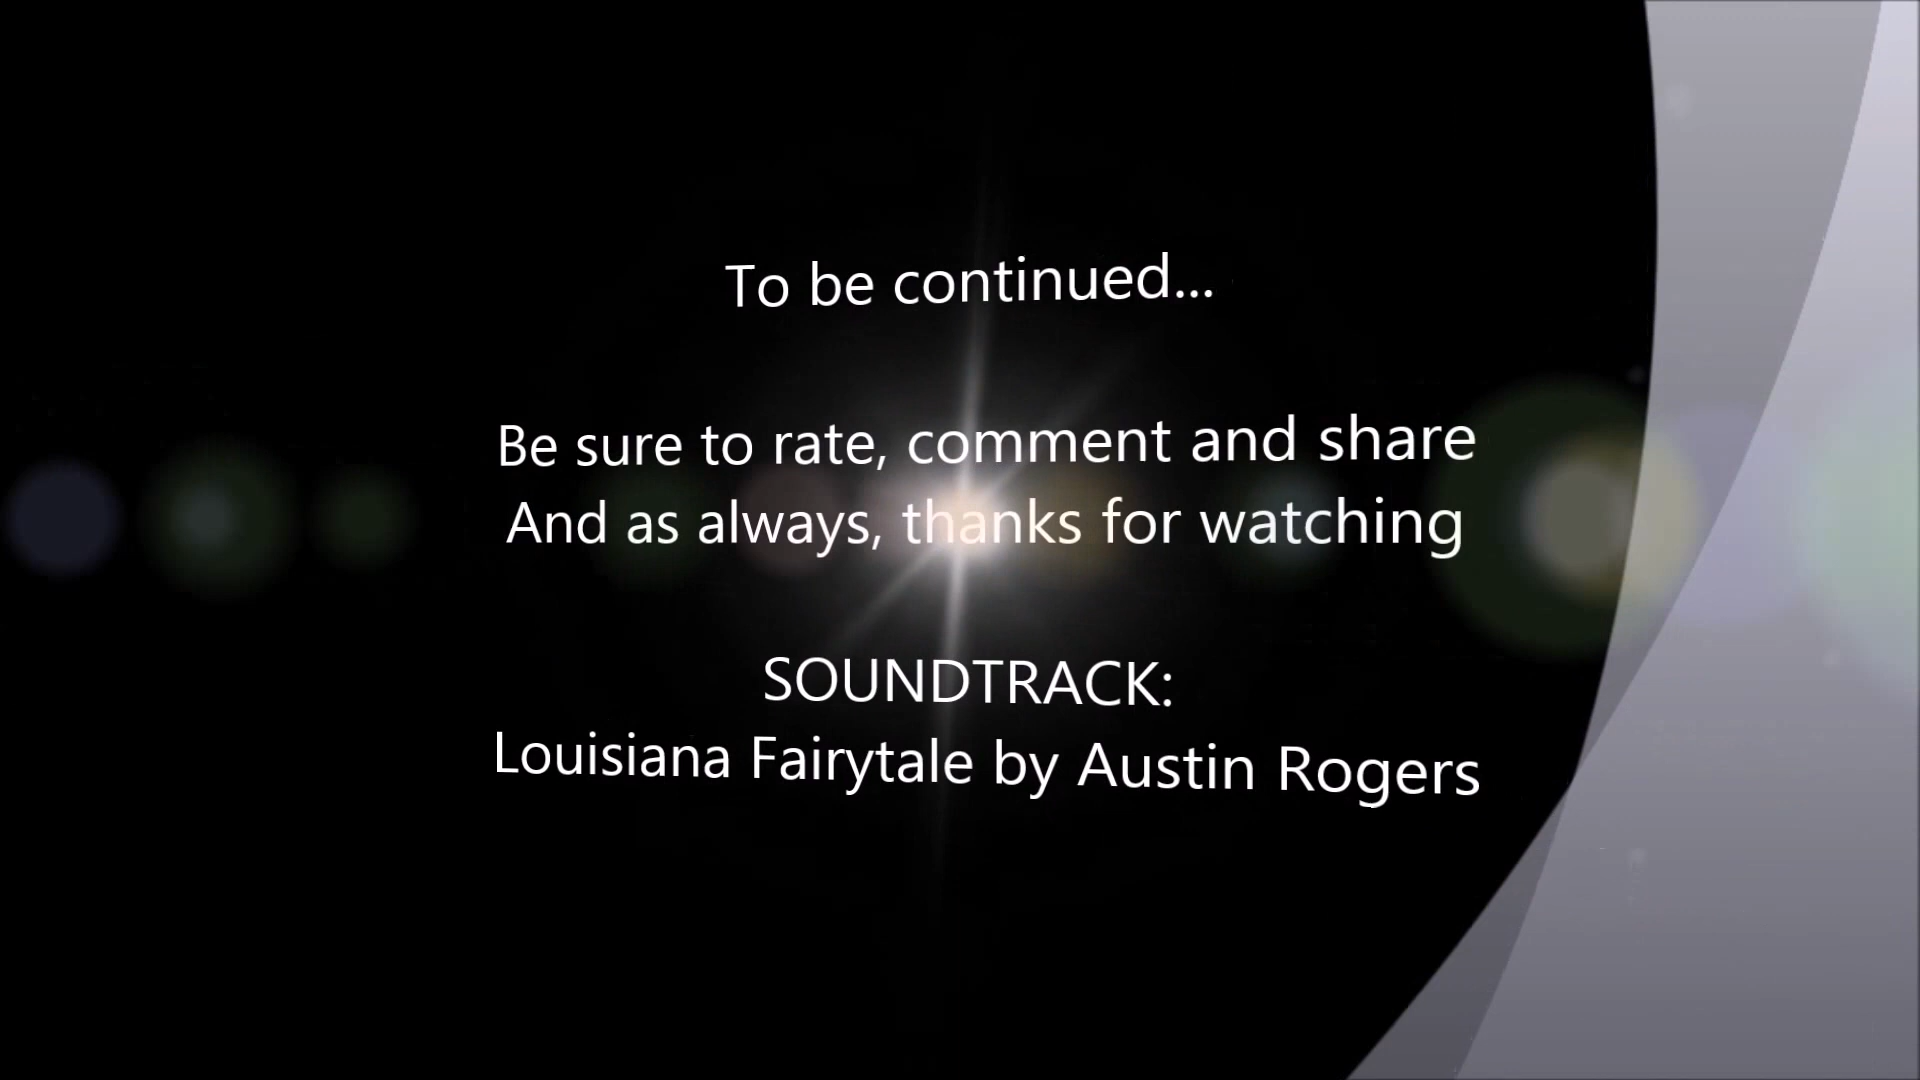 To be continued...
Be sure to rate, comment and share
And as always, thanks for watching
SOUNDTRACK:
Louisiana Fairytale by Austin Rogers